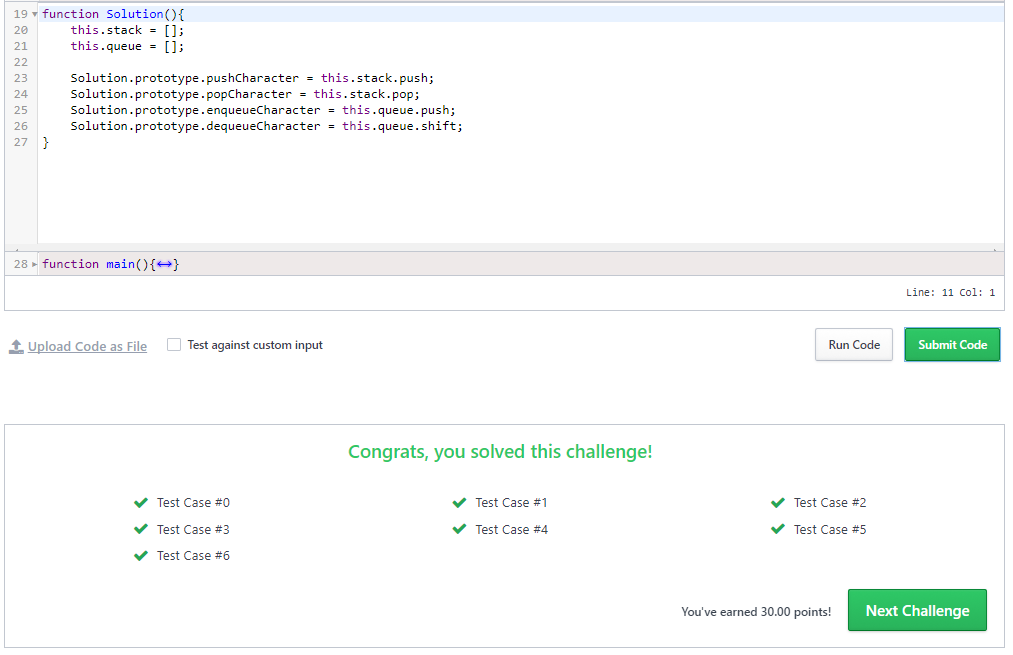 19 function Solution(){
20     this.stack = [];
21     this.queue = [];
22
23     Solution.prototype.pushCharacter = this.stack.push;
24     Solution.prototype.popCharacter = this.stack.pop;
25     Solution.prototype.enqueueCharacter = this.queue.push;
26     Solution.prototype.dequeueCharacter = this.queue.shift;
27 }
28 function main(){↔}
Line: 11 Col: 1
Upload Code as File Test against custom input Run Code Submit Code
Congrats, you solved this challenge!
Test Case #0 Test Case #1 Test Case #2
Test Case #3 Test Case #4 Test Case #5
Test Case #6
You've earned 30.00 points! Next Challenge